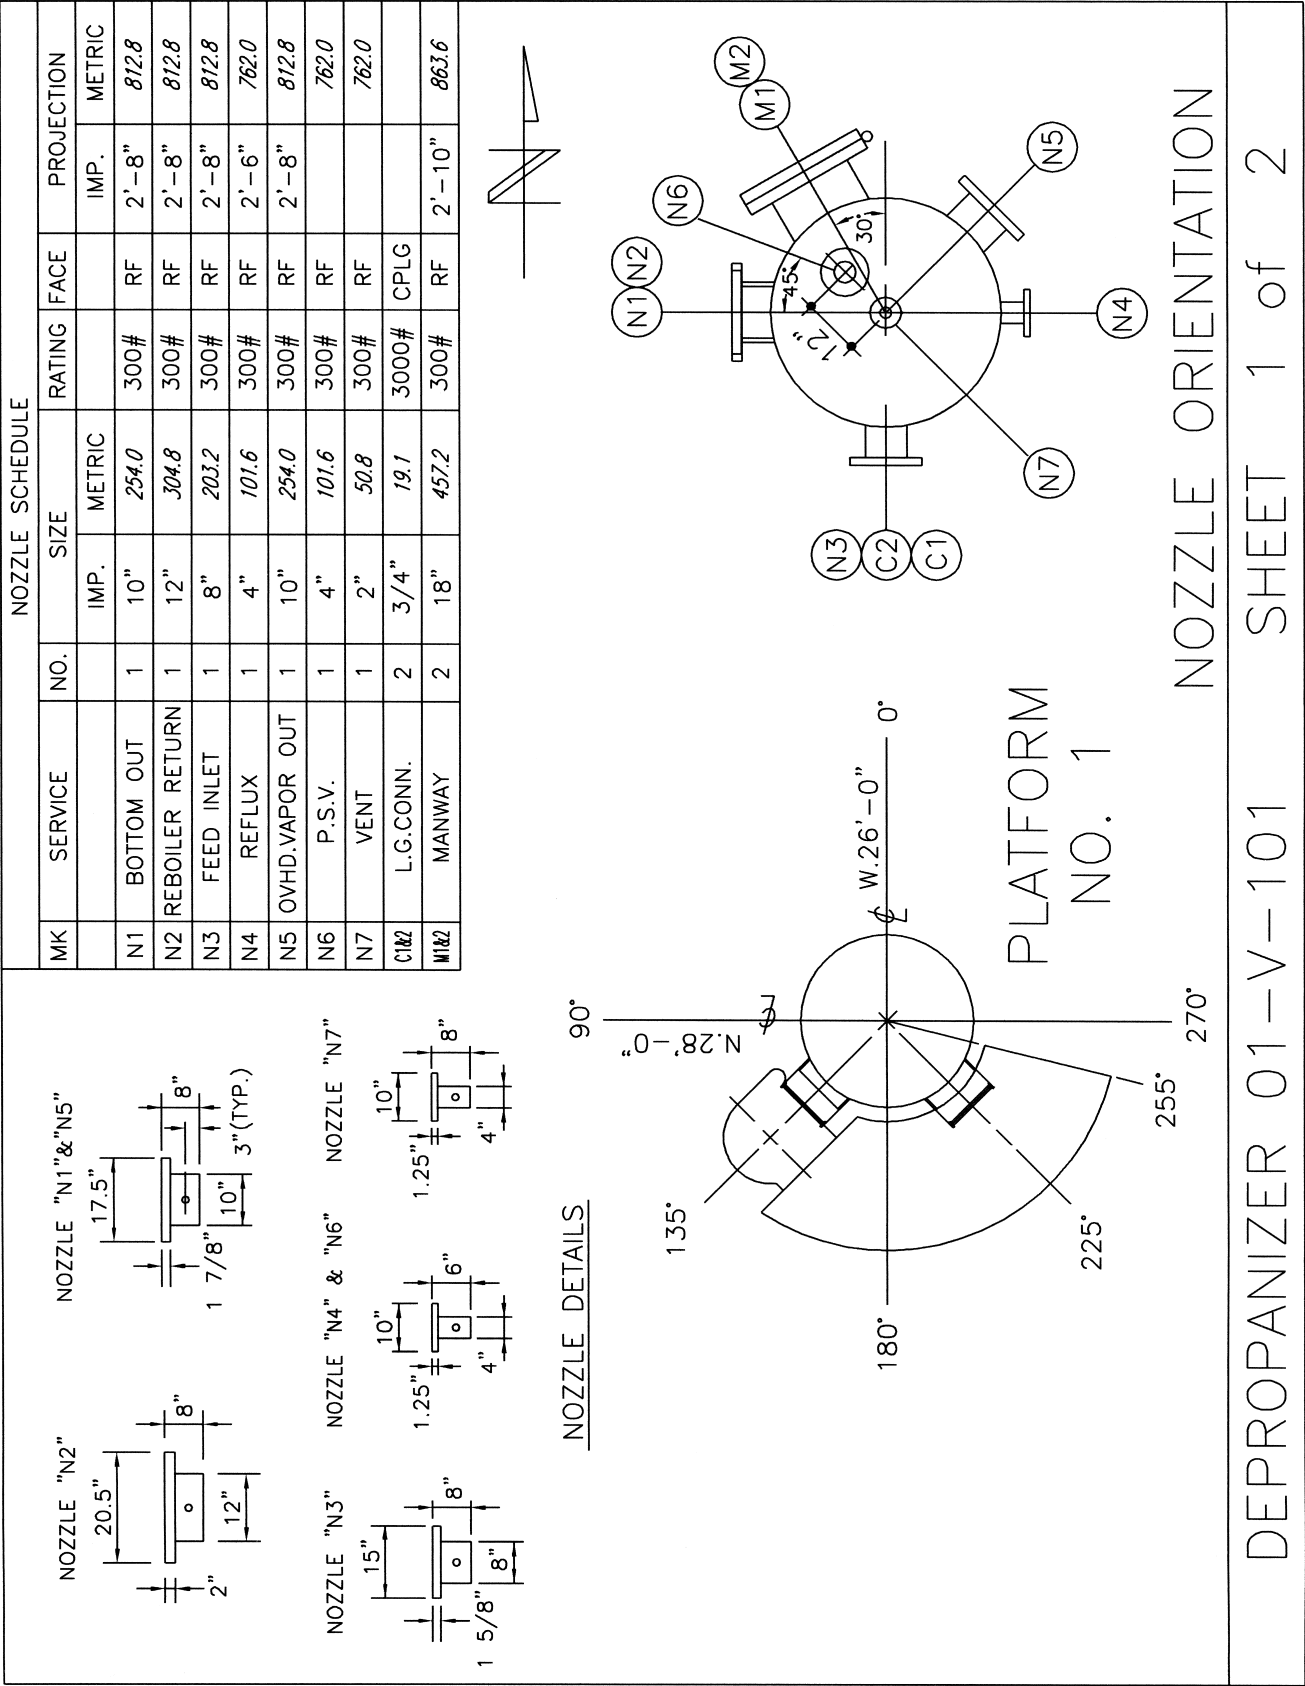 NOZZLE SCHEDULE
MK SERVICE NO. SIZE RATING FACE PROJECTION
IMP. METRIC IMP. METRIC
N1 BOTTOM OUT 1 10" 254.0 300# RF 2'-8" 812.8
N2 REBOILER RETURN 1 12" 304.8 300# RF 2'-8" 812.8
N3 FEED INLET 1 8" 203.2 300# RF 2'-8" 812.8
N4 REFLUX 1 4" 101.6 300# RF 2'-6" 762.0
N5 OVHD.VAPOR OUT 1 10" 254.0 300# RF 2'-8" 812.8
N6 P.S.V. 1 4" 101.6 300# RF 762.0
N7 VENT 1 2" 50.8 300# RF 762.0
C1&2 L.G.CONN. 2 3/4" 19.1 3000# CPLG
M1&2 MANWAY 2 18" 457.2 300# RF 2'-10" 863.6
NOZZLE "N2"
20.5"
8"
2"
12"
NOZZLE "N1"&"N5"
17.5"
8"
1 7/8"
10"
3"(TYP.)
NOZZLE "N3"
15"
8"
1 5/8"
8"
NOZZLE "N4" & "N6"
10"
1.25"
6"
4"
NOZZLE "N7"
10"
1.25"
8"
4"
NOZZLE DETAILS
N
90°
N.28'-0"
℄
135°
180°
W.26'-0"
℄
0°
225°
255°
270°
PLATFORM
NO. 1
N1 N2
N6
M1 M2
45°
12"
30°
N3
C2
C1
N7
N4
N5
NOZZLE ORIENTATION
DEPROPANIZER 01-V-101 SHEET 1 of 2